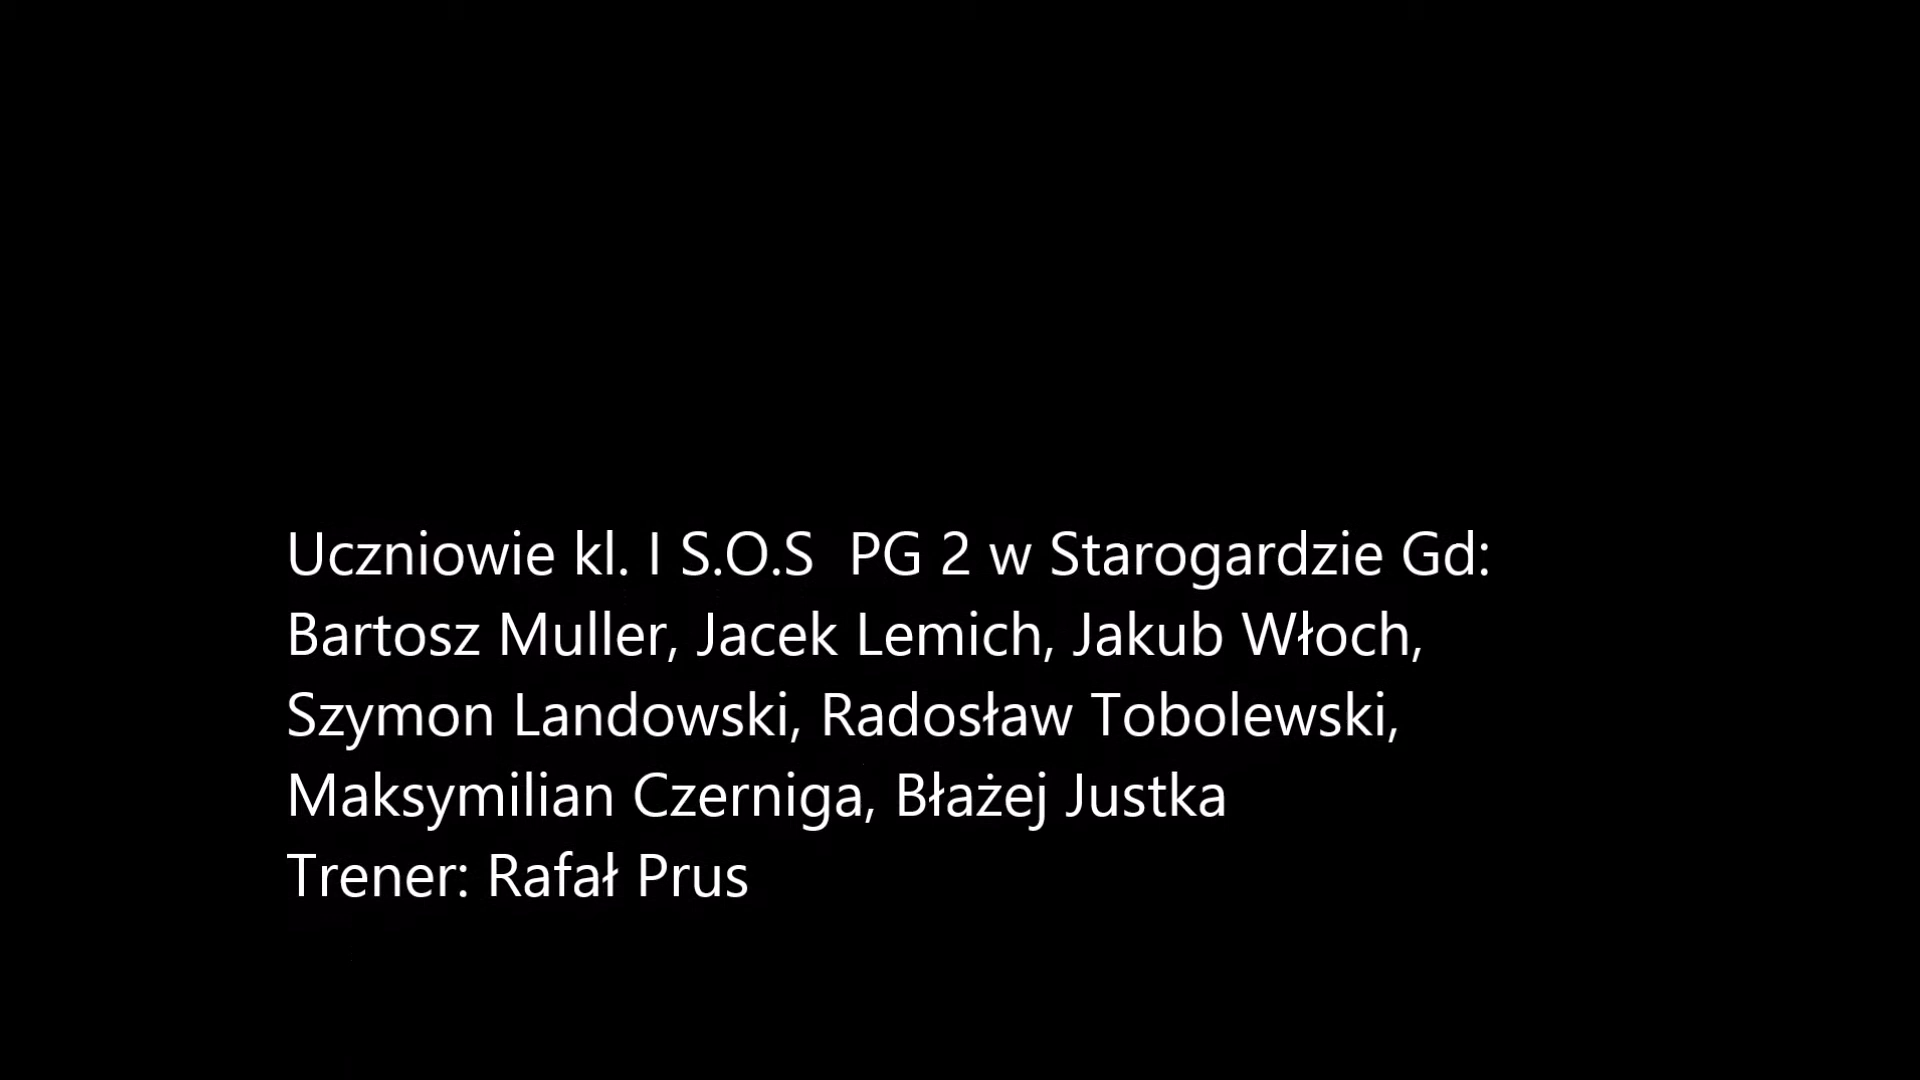 Uczniowie kl. I S.O.S  PG 2 w Starogardzie Gd:
Bartosz Muller, Jacek Lemich, Jakub Włoch,
Szymon Landowski, Radosław Tobolewski,
Maksymilian Czerniga, Błażej Justka
Trener: Rafał Prus